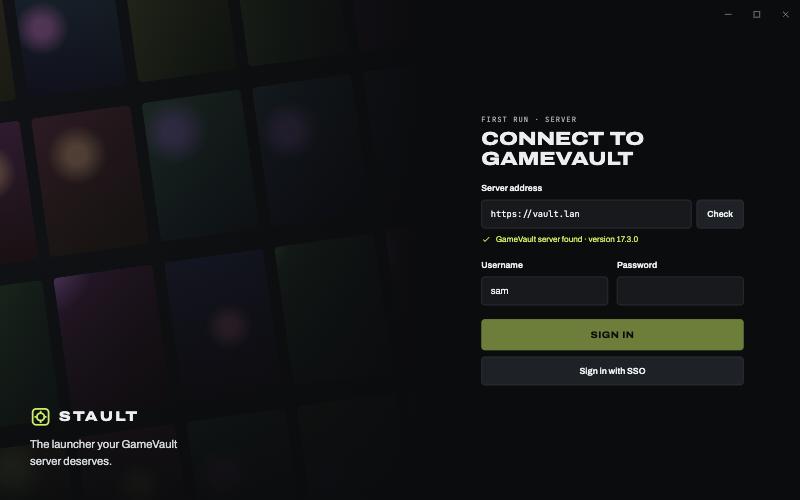 FIRST RUN · SERVER
CONNECT TO
GAMEVAULT
Server address
https://vault.lan
Check
GameVault server found · version 17.3.0
Username
Password
sam
SIGN IN
Sign in with SSO
STAULT
The launcher your GameVault
server deserves.